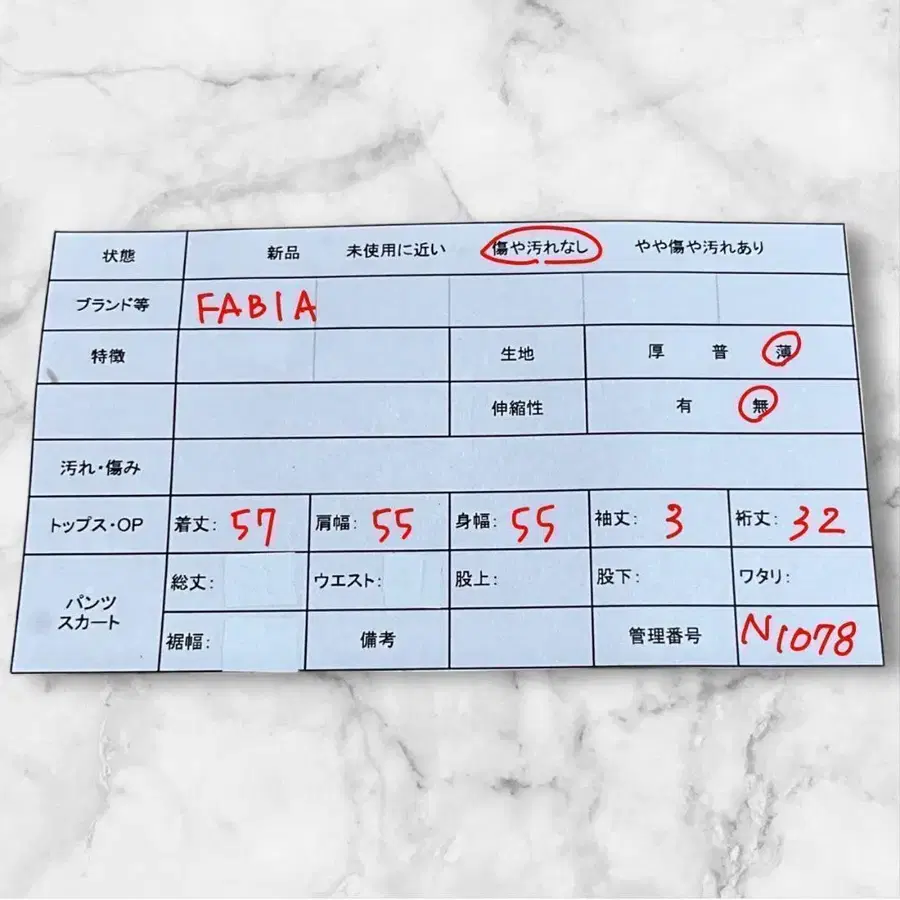 状態 新品 未使用に近い 傷や汚れなし やや傷や汚れあり
ブランド等 FABIA
特徴 生地 厚 普 薄
伸縮性 有 無
汚れ・傷み
トップス・OP 着丈: 57 肩幅: 55 身幅: 55 袖丈: 3 裄丈: 32
パンツ
スカート
総丈: ウエスト: 股上: 股下: ワタリ:
裾幅: 備考 管理番号 N1078